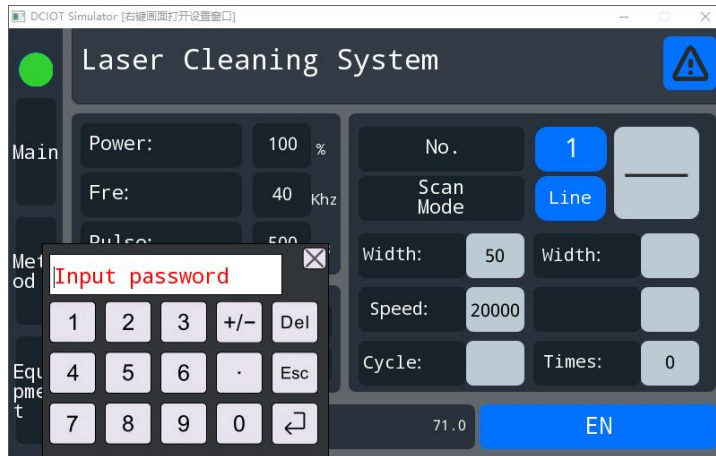 DCIOT Simulator [右键画面打开设置窗口]
Laser Cleaning System
Main
Power:
100 %
Fre:
40 Khz
Pulse:
500
No.
1
Scan
Mode
Line
Width:
50
Width:
Speed:
20000
Cycle:
Times:
0
Met
od
Input password
1 2 3 +/- Del
4 5 6 . Esc
7 8 9 0
Equ
pme
t
71.0
EN